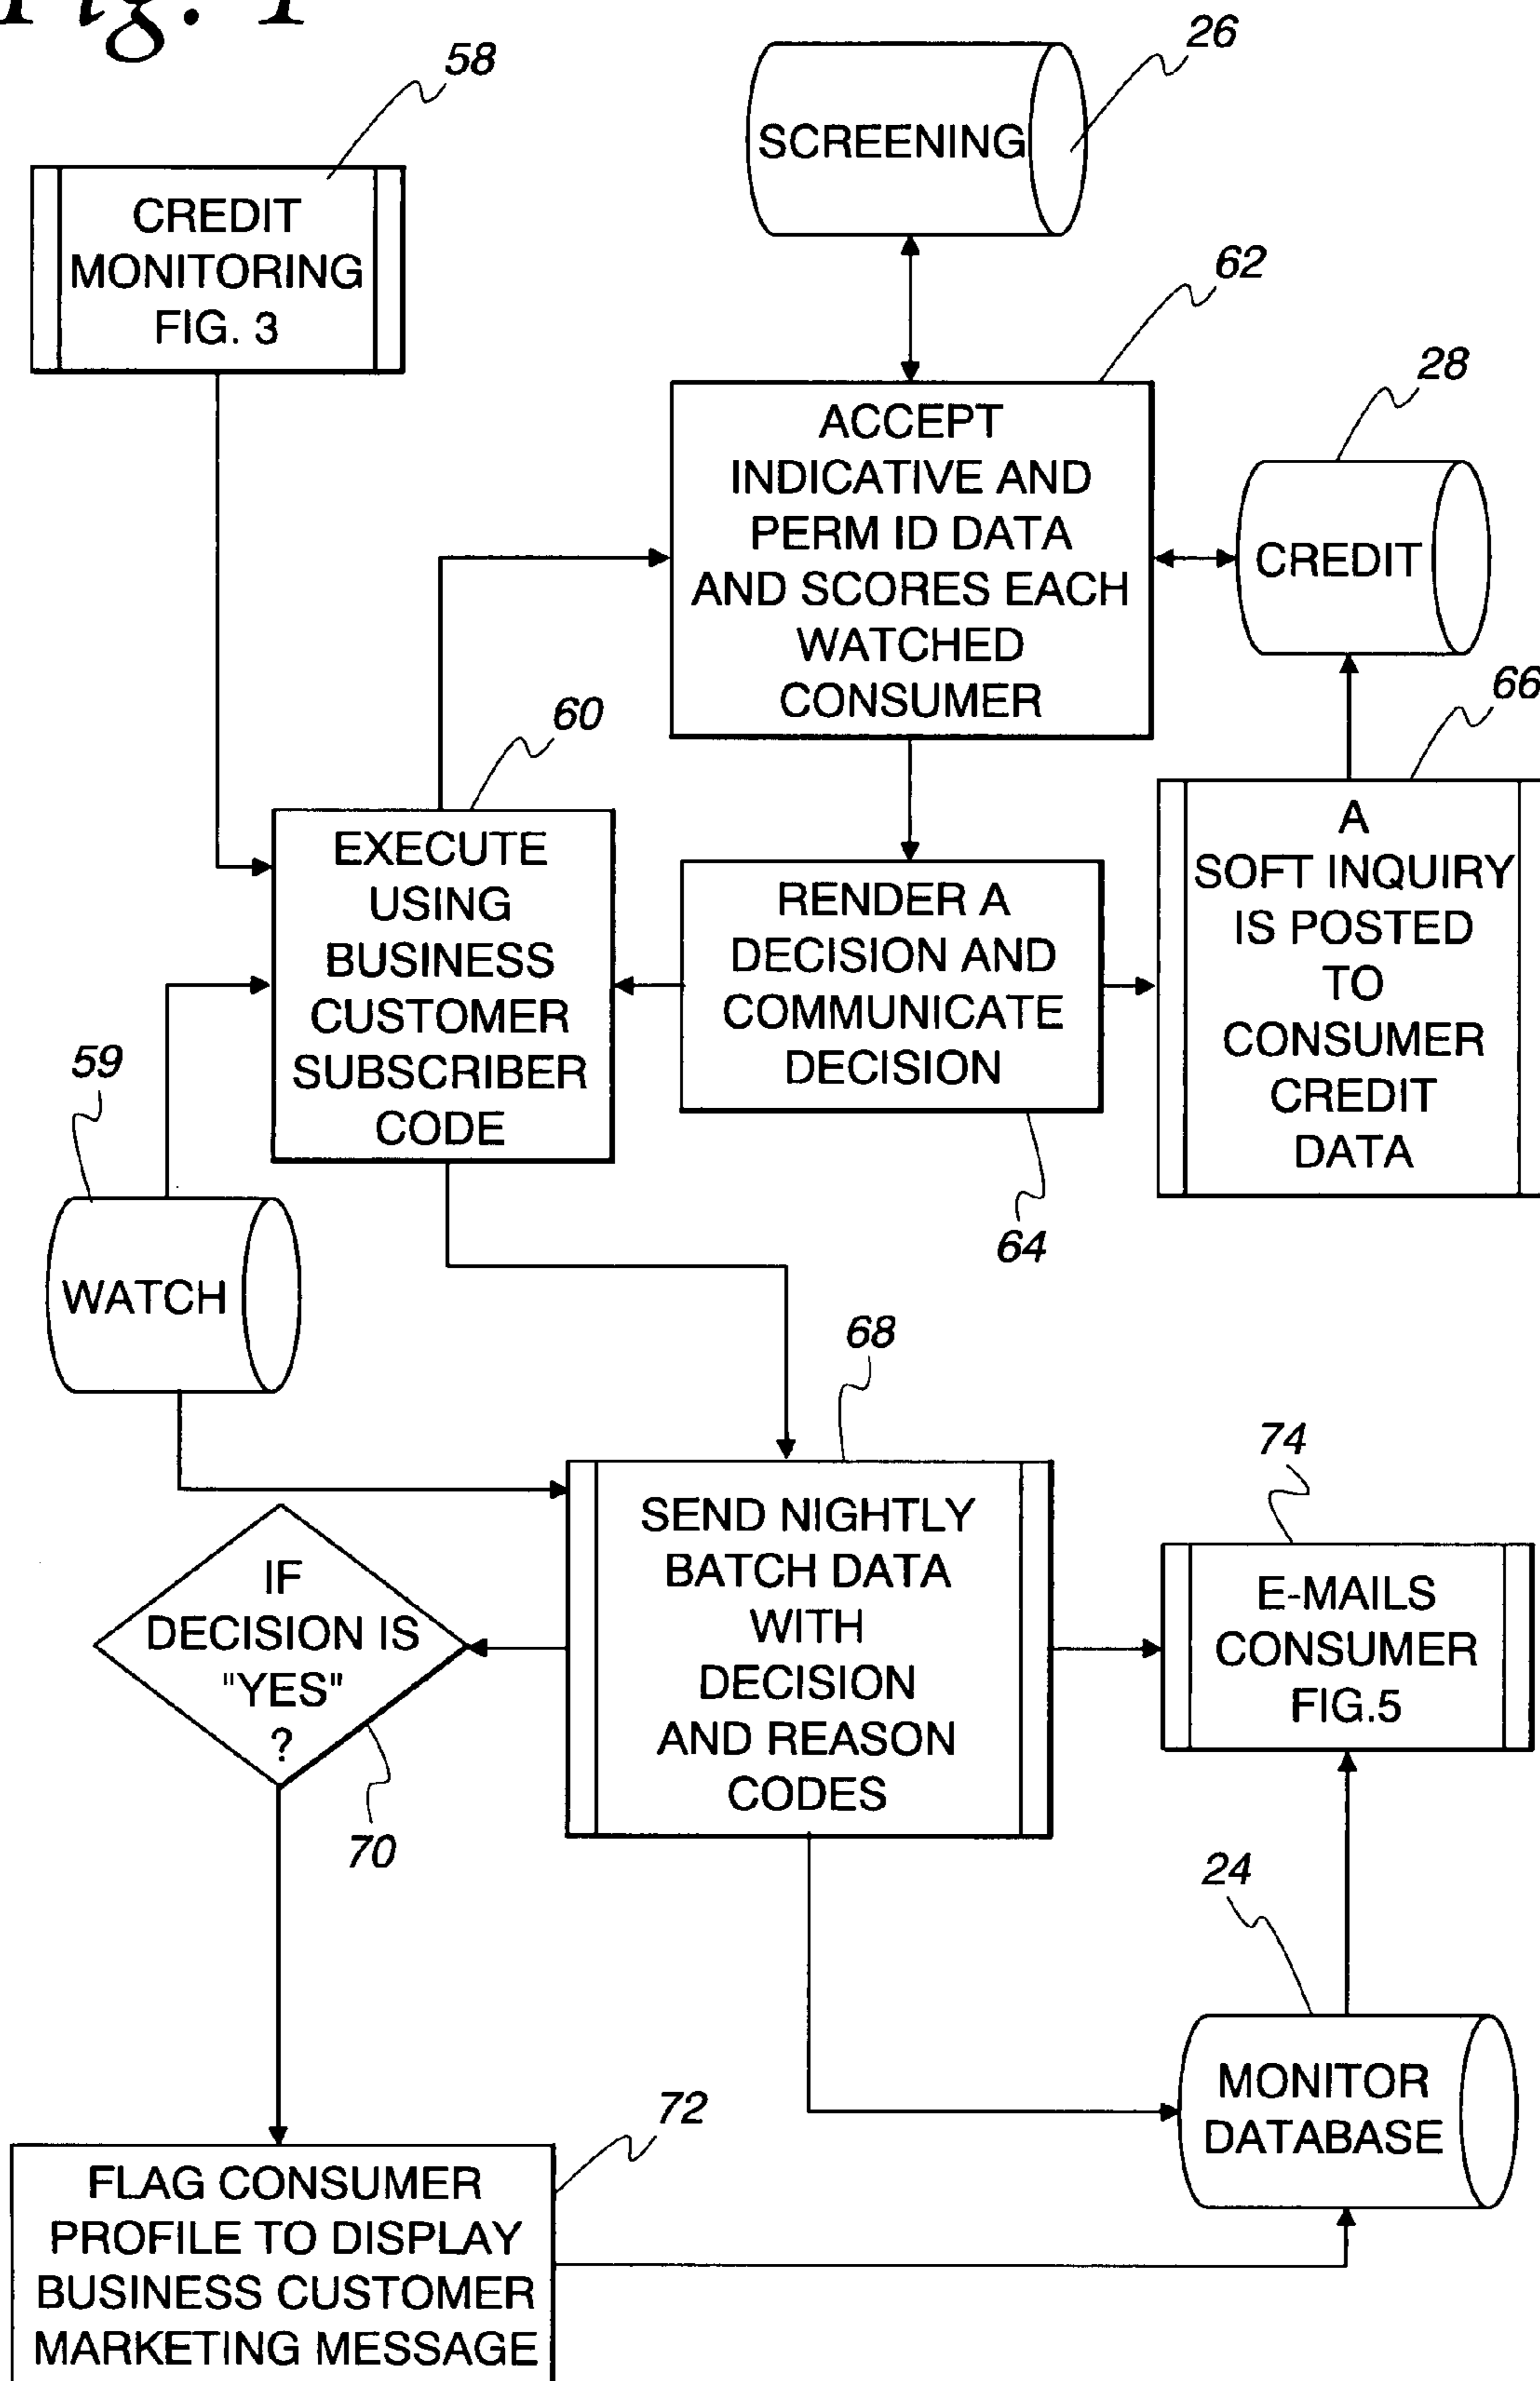 Fig.
58
26
SCREENING
CREDIT
MONITORING
FIG. 3
62
28
ACCEPT
INDICATIVE AND
PERM ID DATA
AND SCORES EACH
WATCHED
CONSUMER
CREDIT
66
60
EXECUTE
USING
BUSINESS
CUSTOMER
SUBSCRIBER
CODE
RENDER A
DECISION AND
COMMUNICATE
DECISION
A
SOFT INQUIRY
IS POSTED
TO
CONSUMER
CREDIT
DATA
59
64
WATCH
68
74
SEND NIGHTLY
BATCH DATA
WITH
DECISION
AND REASON
CODES
IF
DECISION IS
"YES"
?
E-MAILS
CONSUMER
FIG.5
70
24
MONITOR
DATABASE
72
FLAG CONSUMER
PROFILE TO DISPLAY
BUSINESS CUSTOMER
MARKETING MESSAGE